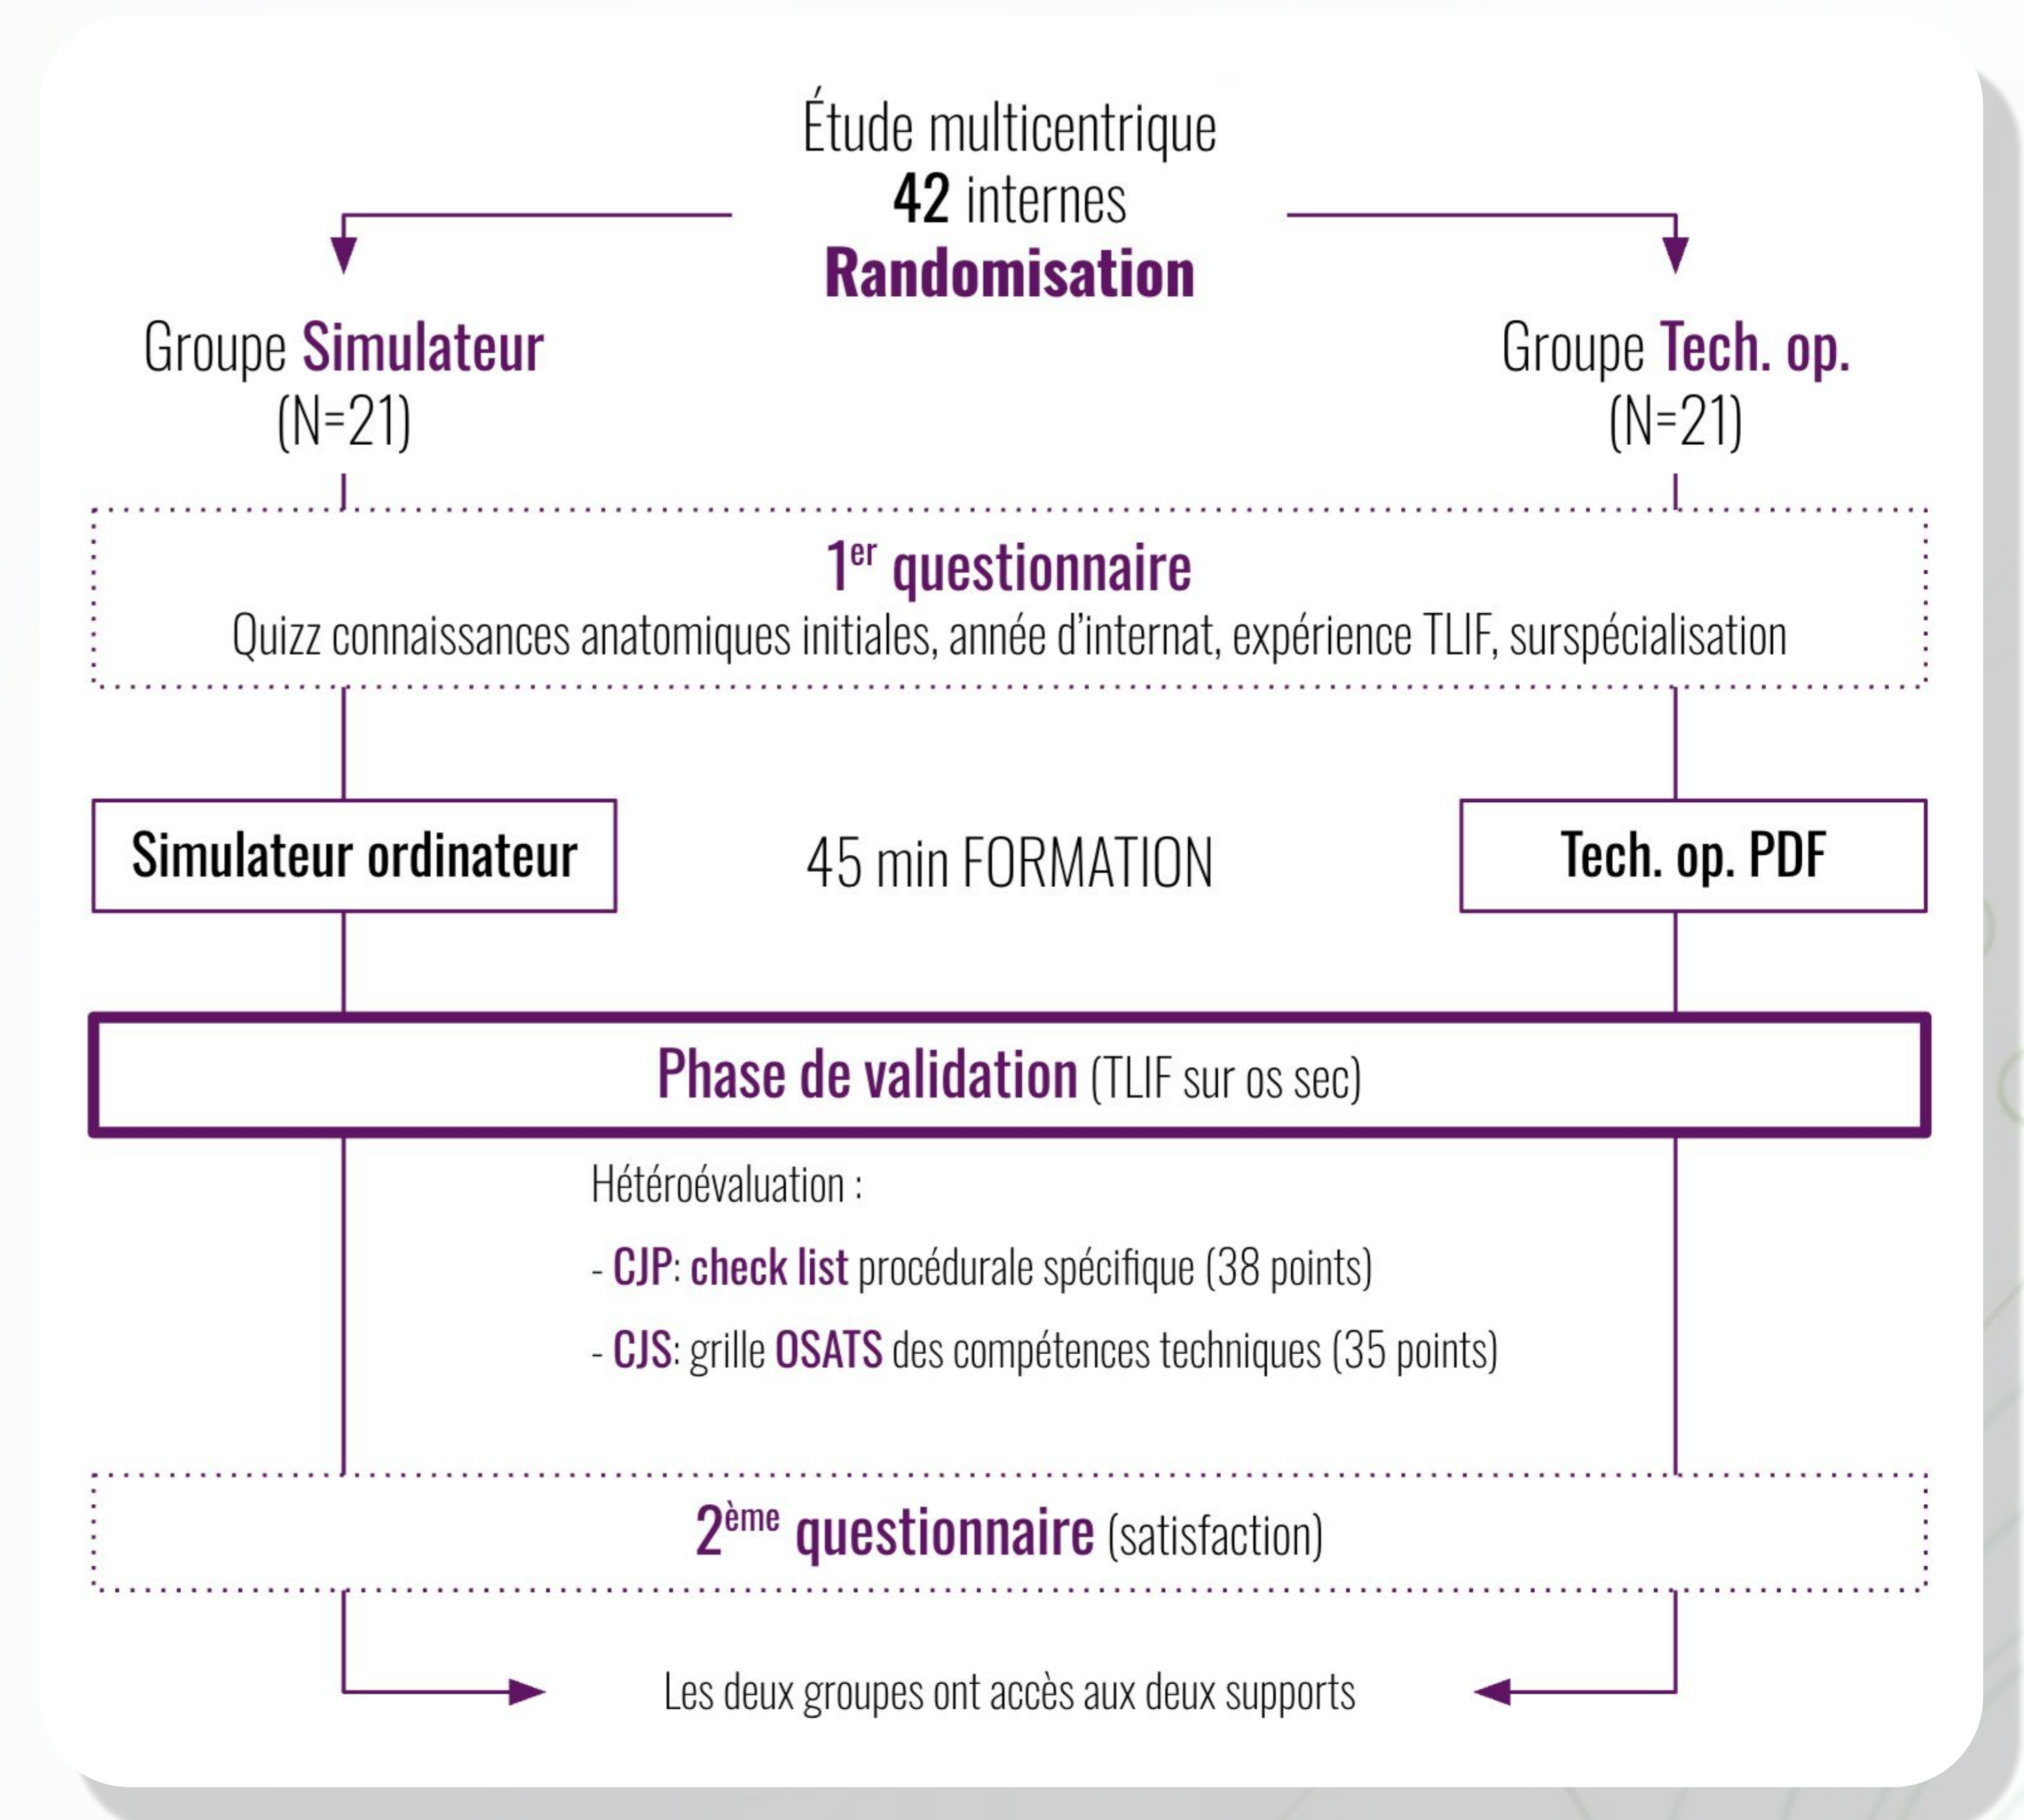 Étude multicentrique
42 internes
Randomisation
Groupe Simulateur
(N=21)
Groupe Tech. op.
(N=21)
1er questionnaire
Quizz connaissances anatomiques initiales, année d'internat, expérience TLIF, surspécialisation
Simulateur ordinateur
45 min FORMATION
Tech. op. PDF
Phase de validation (TLIF sur os sec)
Hétéroévaluation :
- CJP: check list procédurale spécifique (38 points)
- CJS: grille OSATS des compétences techniques (35 points)
2ème questionnaire (satisfaction)
Les deux groupes ont accès aux deux supports